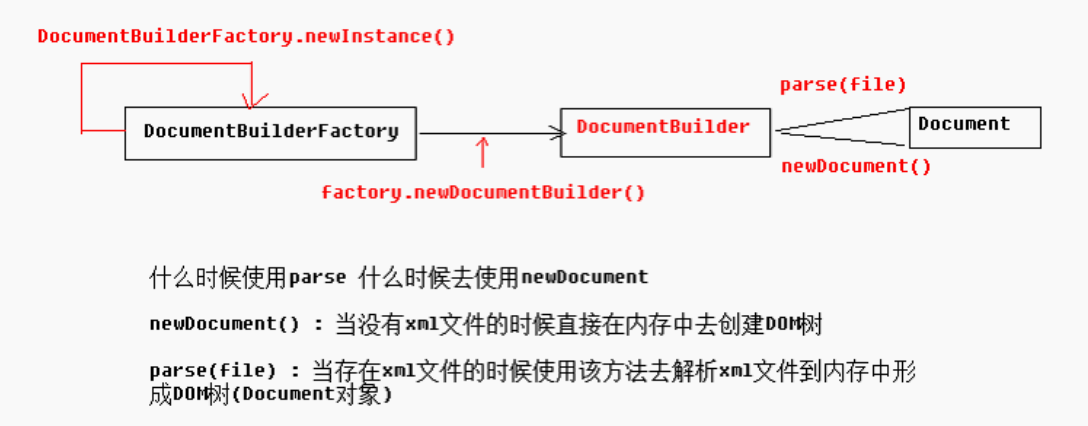 DocumentBuilderFactory.newInstance()
parse(file)
DocumentBuilderFactory
DocumentBuilder
Document
newDocument()
factory.newDocumentBuilder()
什么时候使用parse 什么时候去使用newDocument
newDocument() : 当没有xml文件的时候直接在内存中去创建DOM树
parse(file) : 当存在xml文件的时候使用该方法去解析xml文件到内存中形
成DOM树(Document对象)